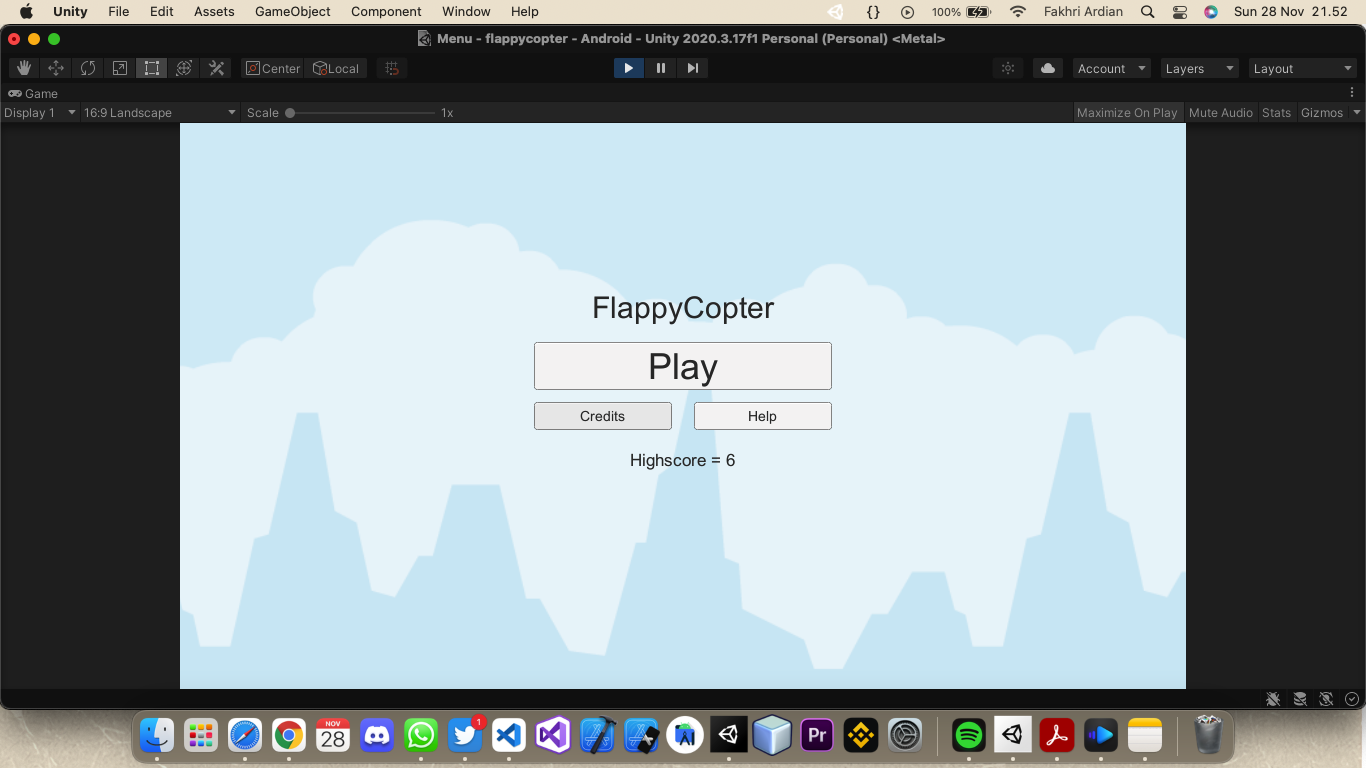 Unity File Edit Assets GameObject Component Window Help {} 100% Fakhri Ardian Sun 28 Nov 21.52
Menu - flappycopter - Android - Unity 2020.3.17f1 Personal (Personal) <Metal>
Center Local Account Layers Layout
Game
Display 1 16:9 Landscape Scale 1x Maximize On Play Mute Audio Stats Gizmos
FlappyCopter
Play
Credits Help
Highscore = 6
NOV
28
1
Pr